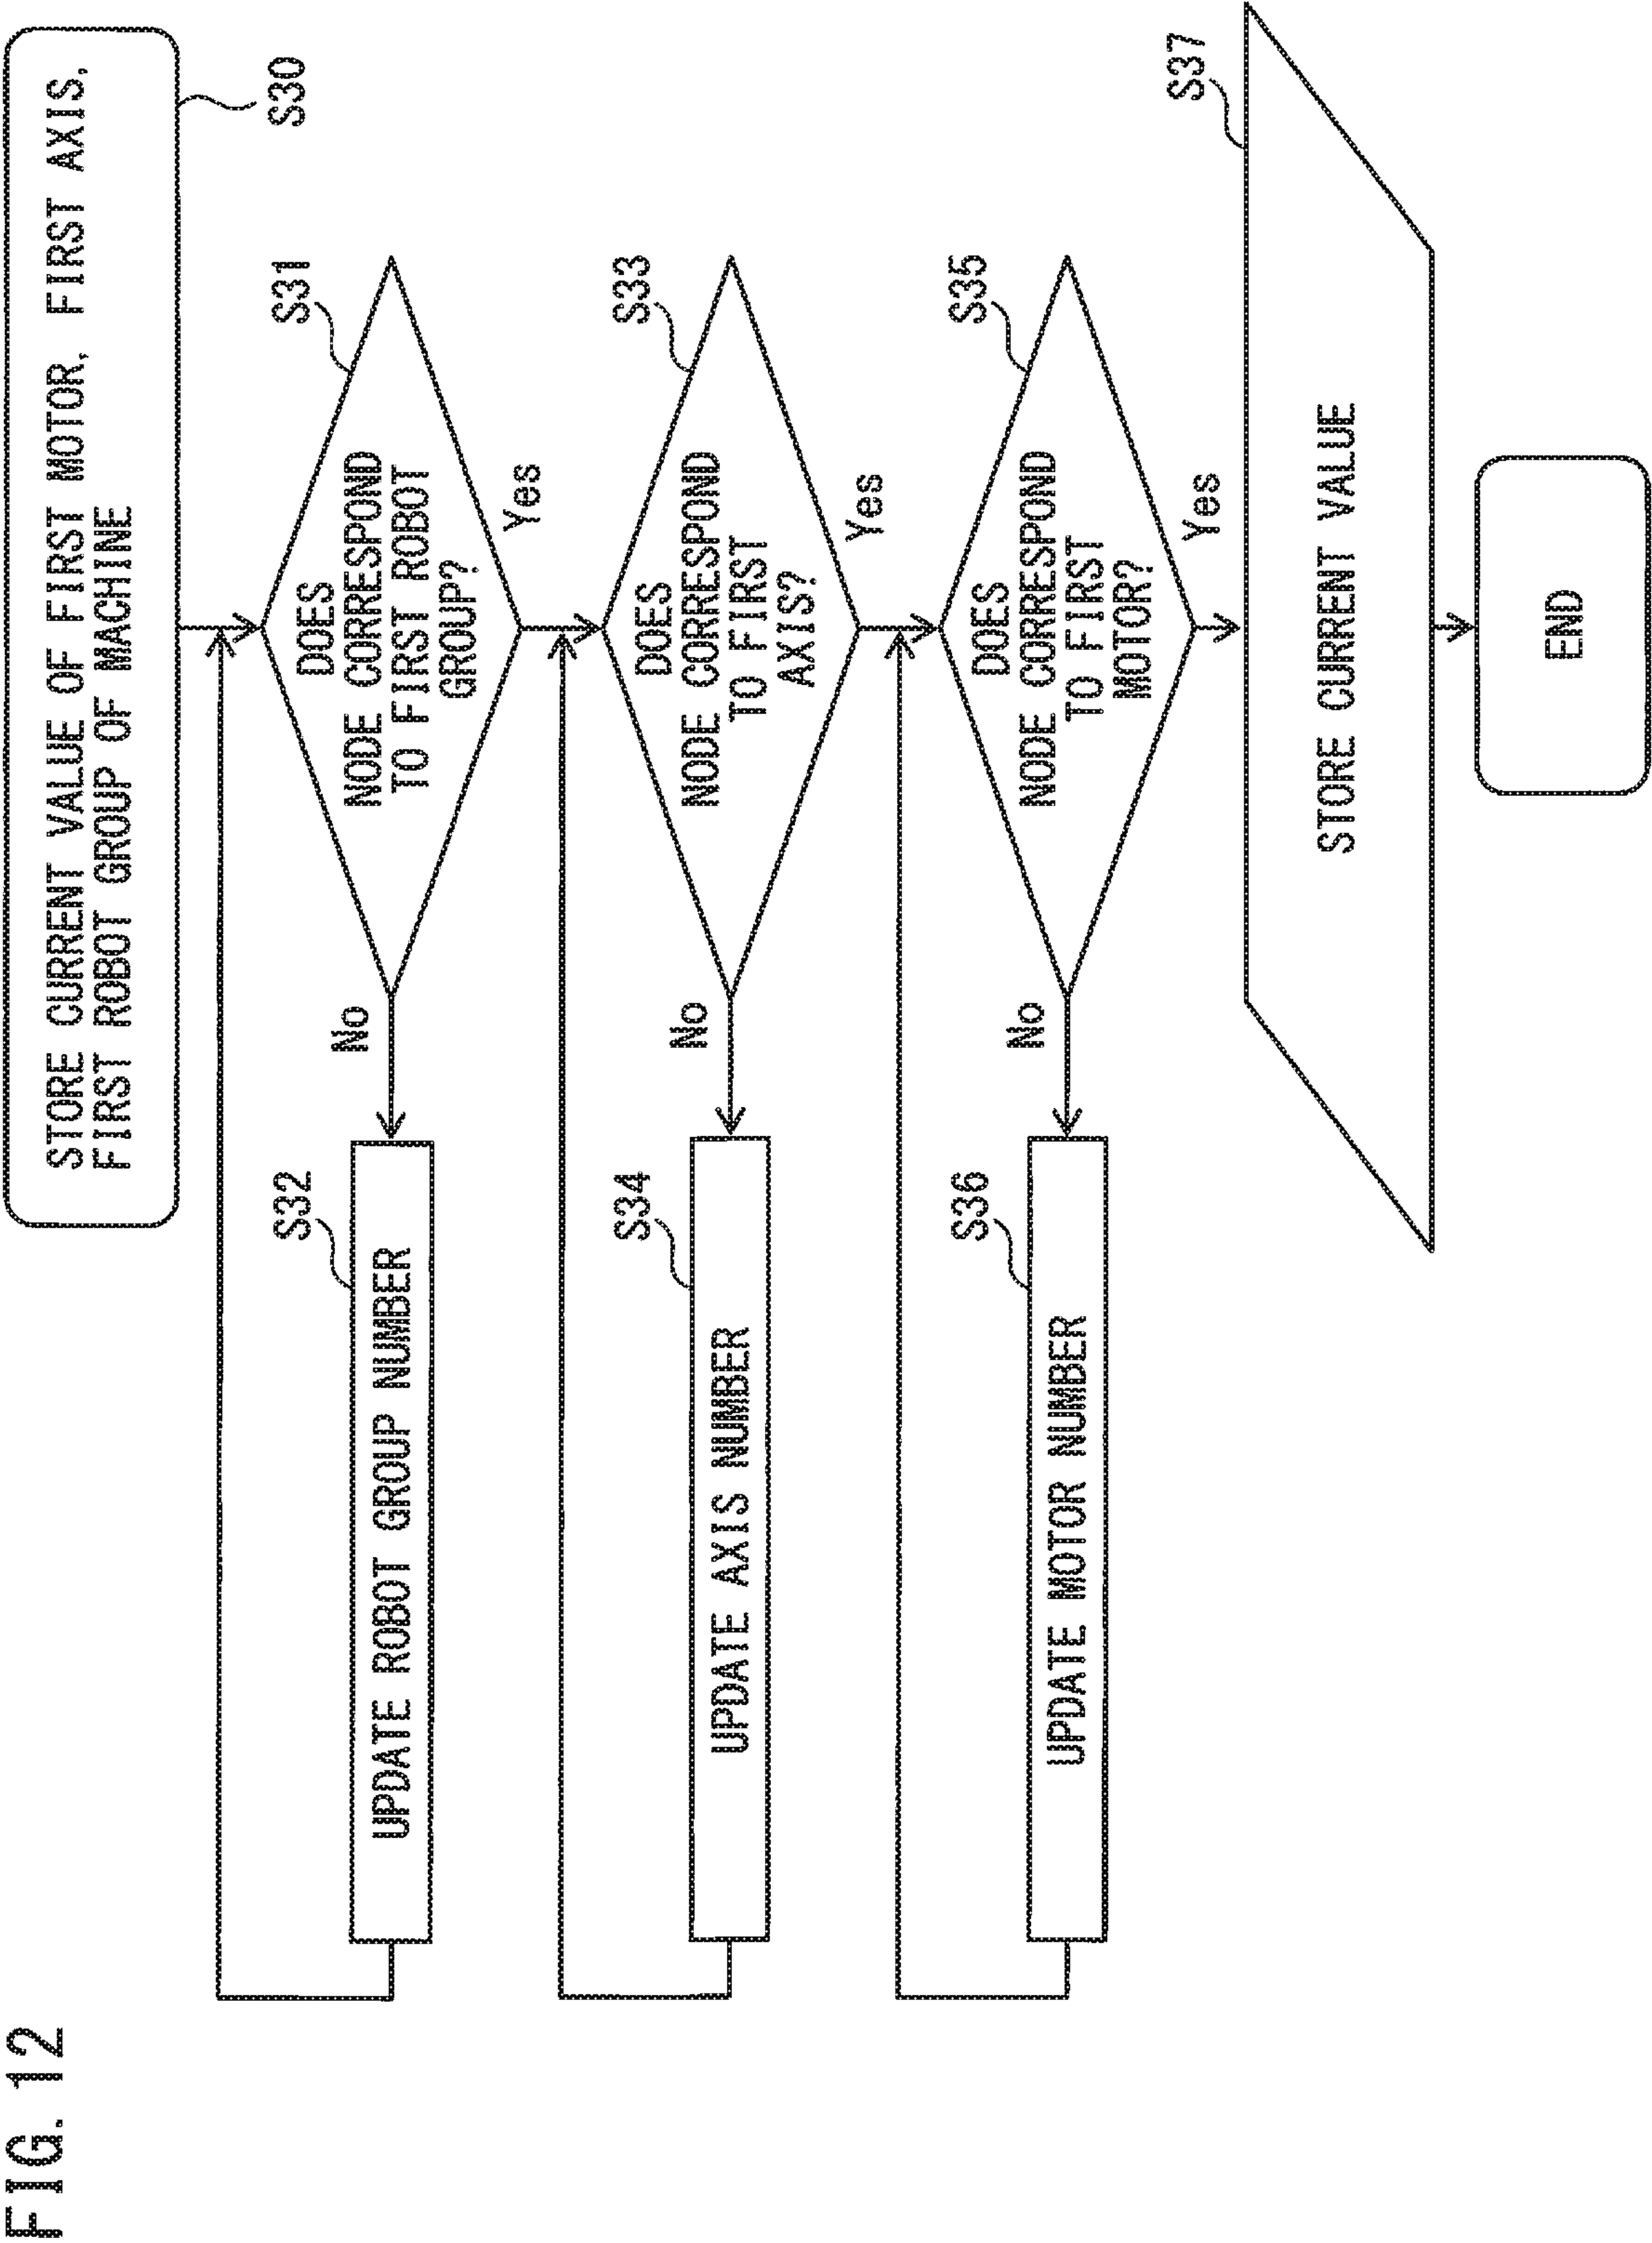 FIG. 12
STORE CURRENT VALUE OF FIRST MOTOR, FIRST AXIS,
FIRST ROBOT GROUP OF MACHINE
S30
S31
DOES
NODE CORRESPOND
TO FIRST ROBOT
GROUP?
No
Yes
S32
UPDATE ROBOT GROUP NUMBER
S33
DOES
NODE CORRESPOND
TO FIRST
AXIS?
No
Yes
S34
UPDATE AXIS NUMBER
S35
DOES
NODE CORRESPOND
TO FIRST
MOTOR?
No
Yes
S36
UPDATE MOTOR NUMBER
S37
STORE CURRENT VALUE
END